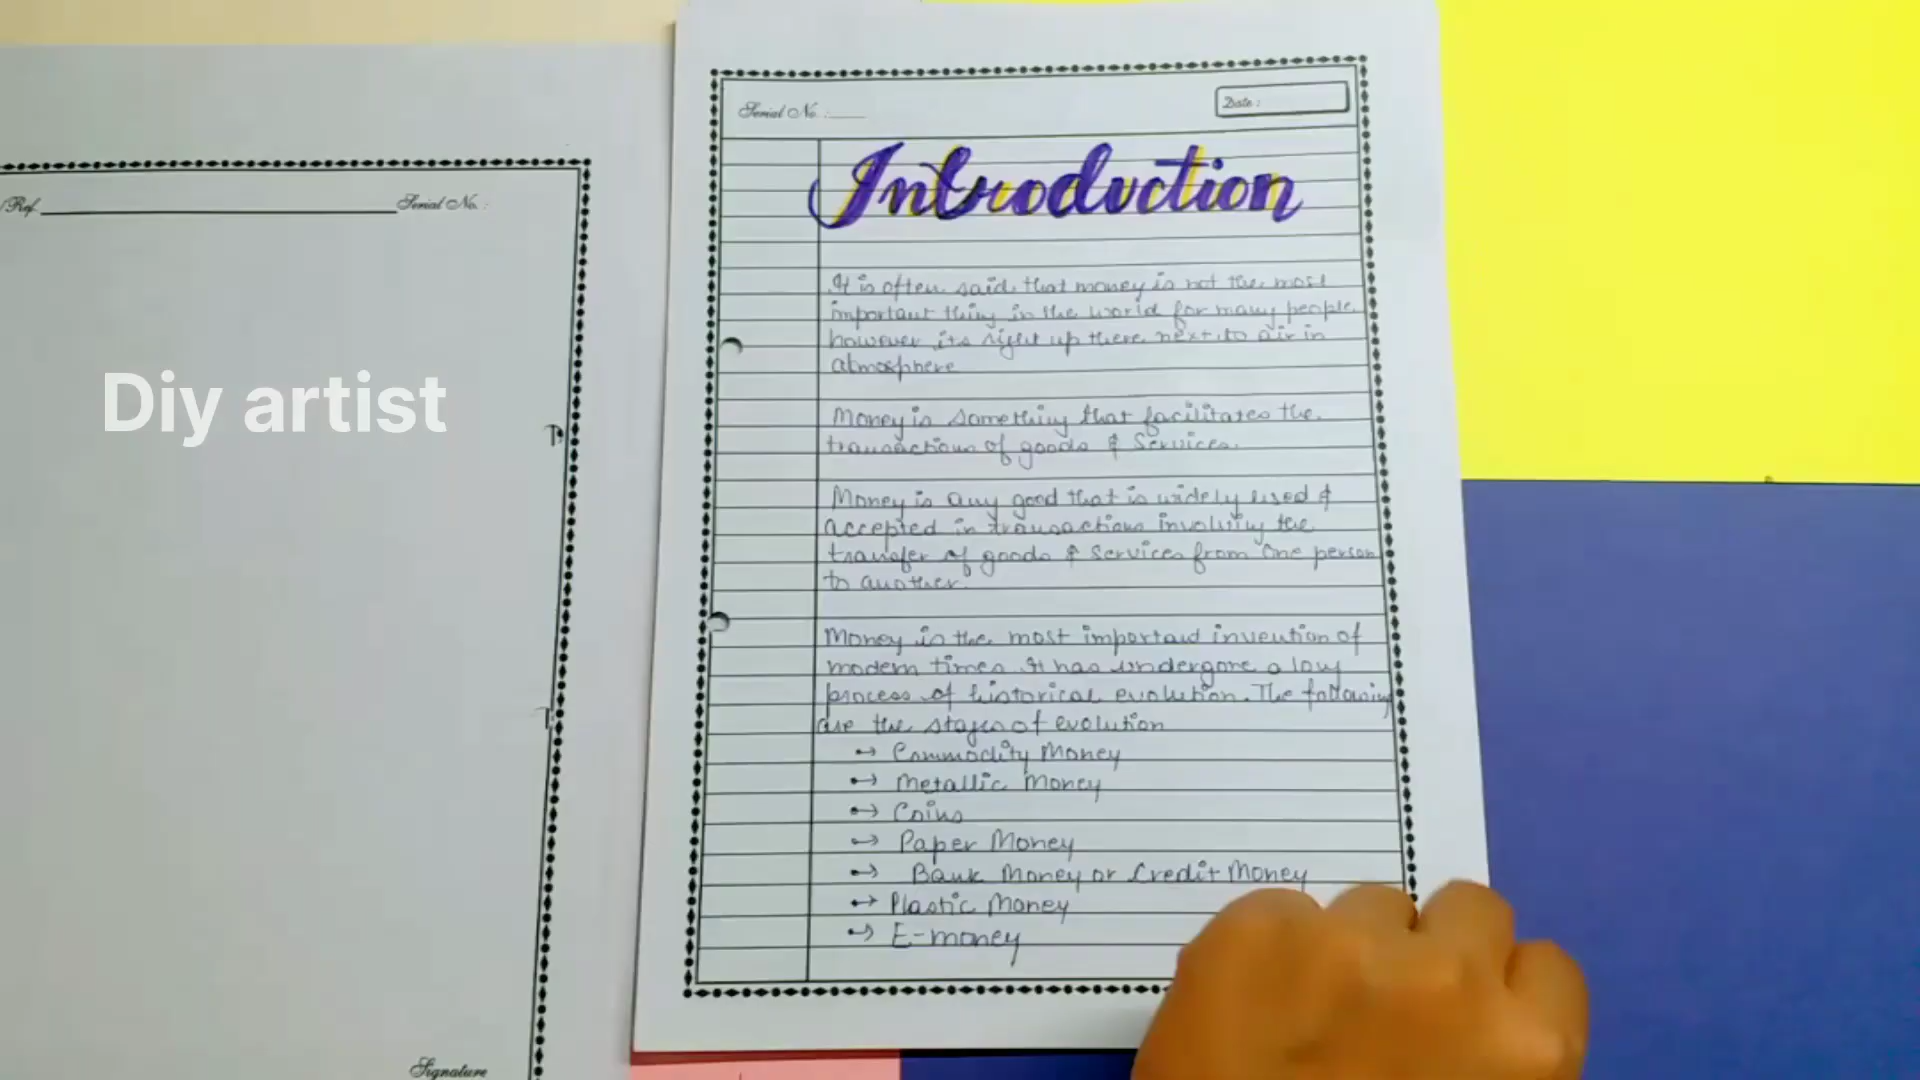 /Ref.
Serial No. :
Diy artist
Signature
Serial No. :
Date :
Introduction
It is often said that money is not the most
important thing in the world for many people
however its right up there next to air in
atmosphere
Money is something that facilitates the
transactions of goods & Services.
Money is any good that is widely used &
accepted in transactions involving the
transfer of goods & services from one person
to another.
Money is the most important invention of
modern times. It has undergone a long
process of historical evolution. The following
are the stages of evolution
↦ Commodity Money
↦ Metallic Money
↦ Coins
↦ Paper Money
↦ Bank Money or Credit Money
↦ Plastic Money
↦ E-money